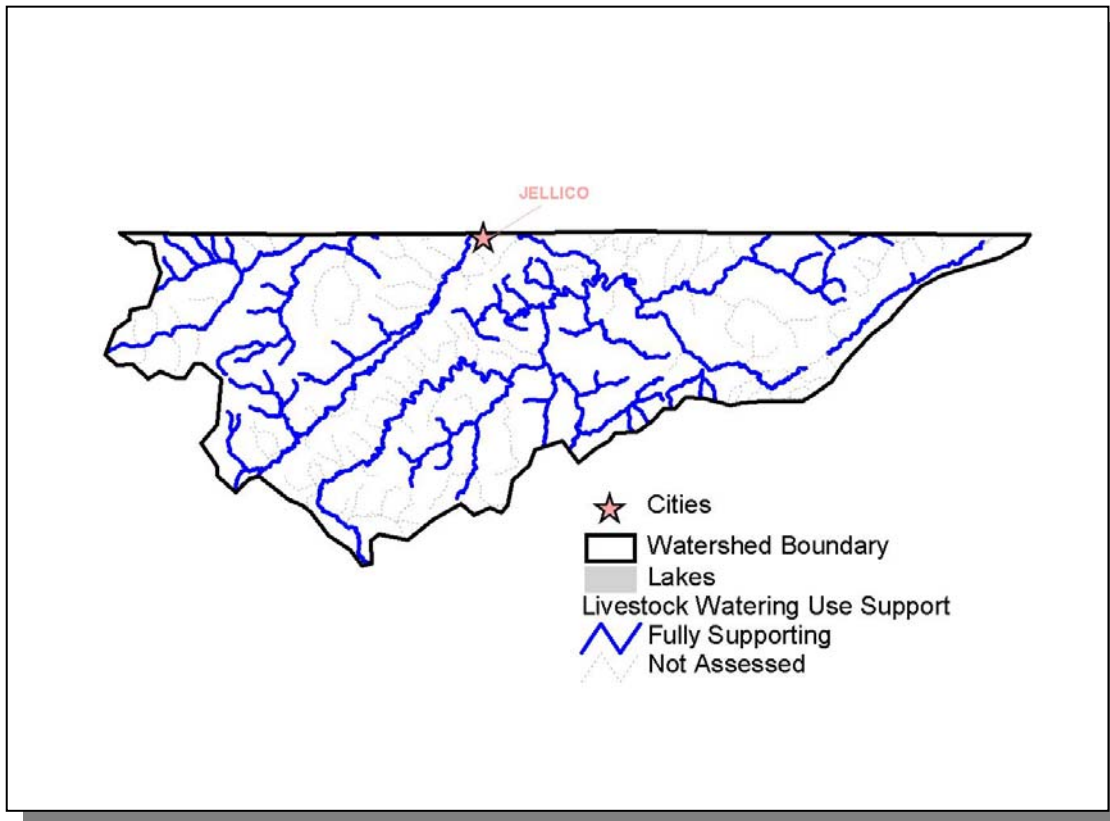 JELLICO
Cities
Watershed Boundary
Lakes
Livestock Watering Use Support
Fully Supporting
Not Assessed